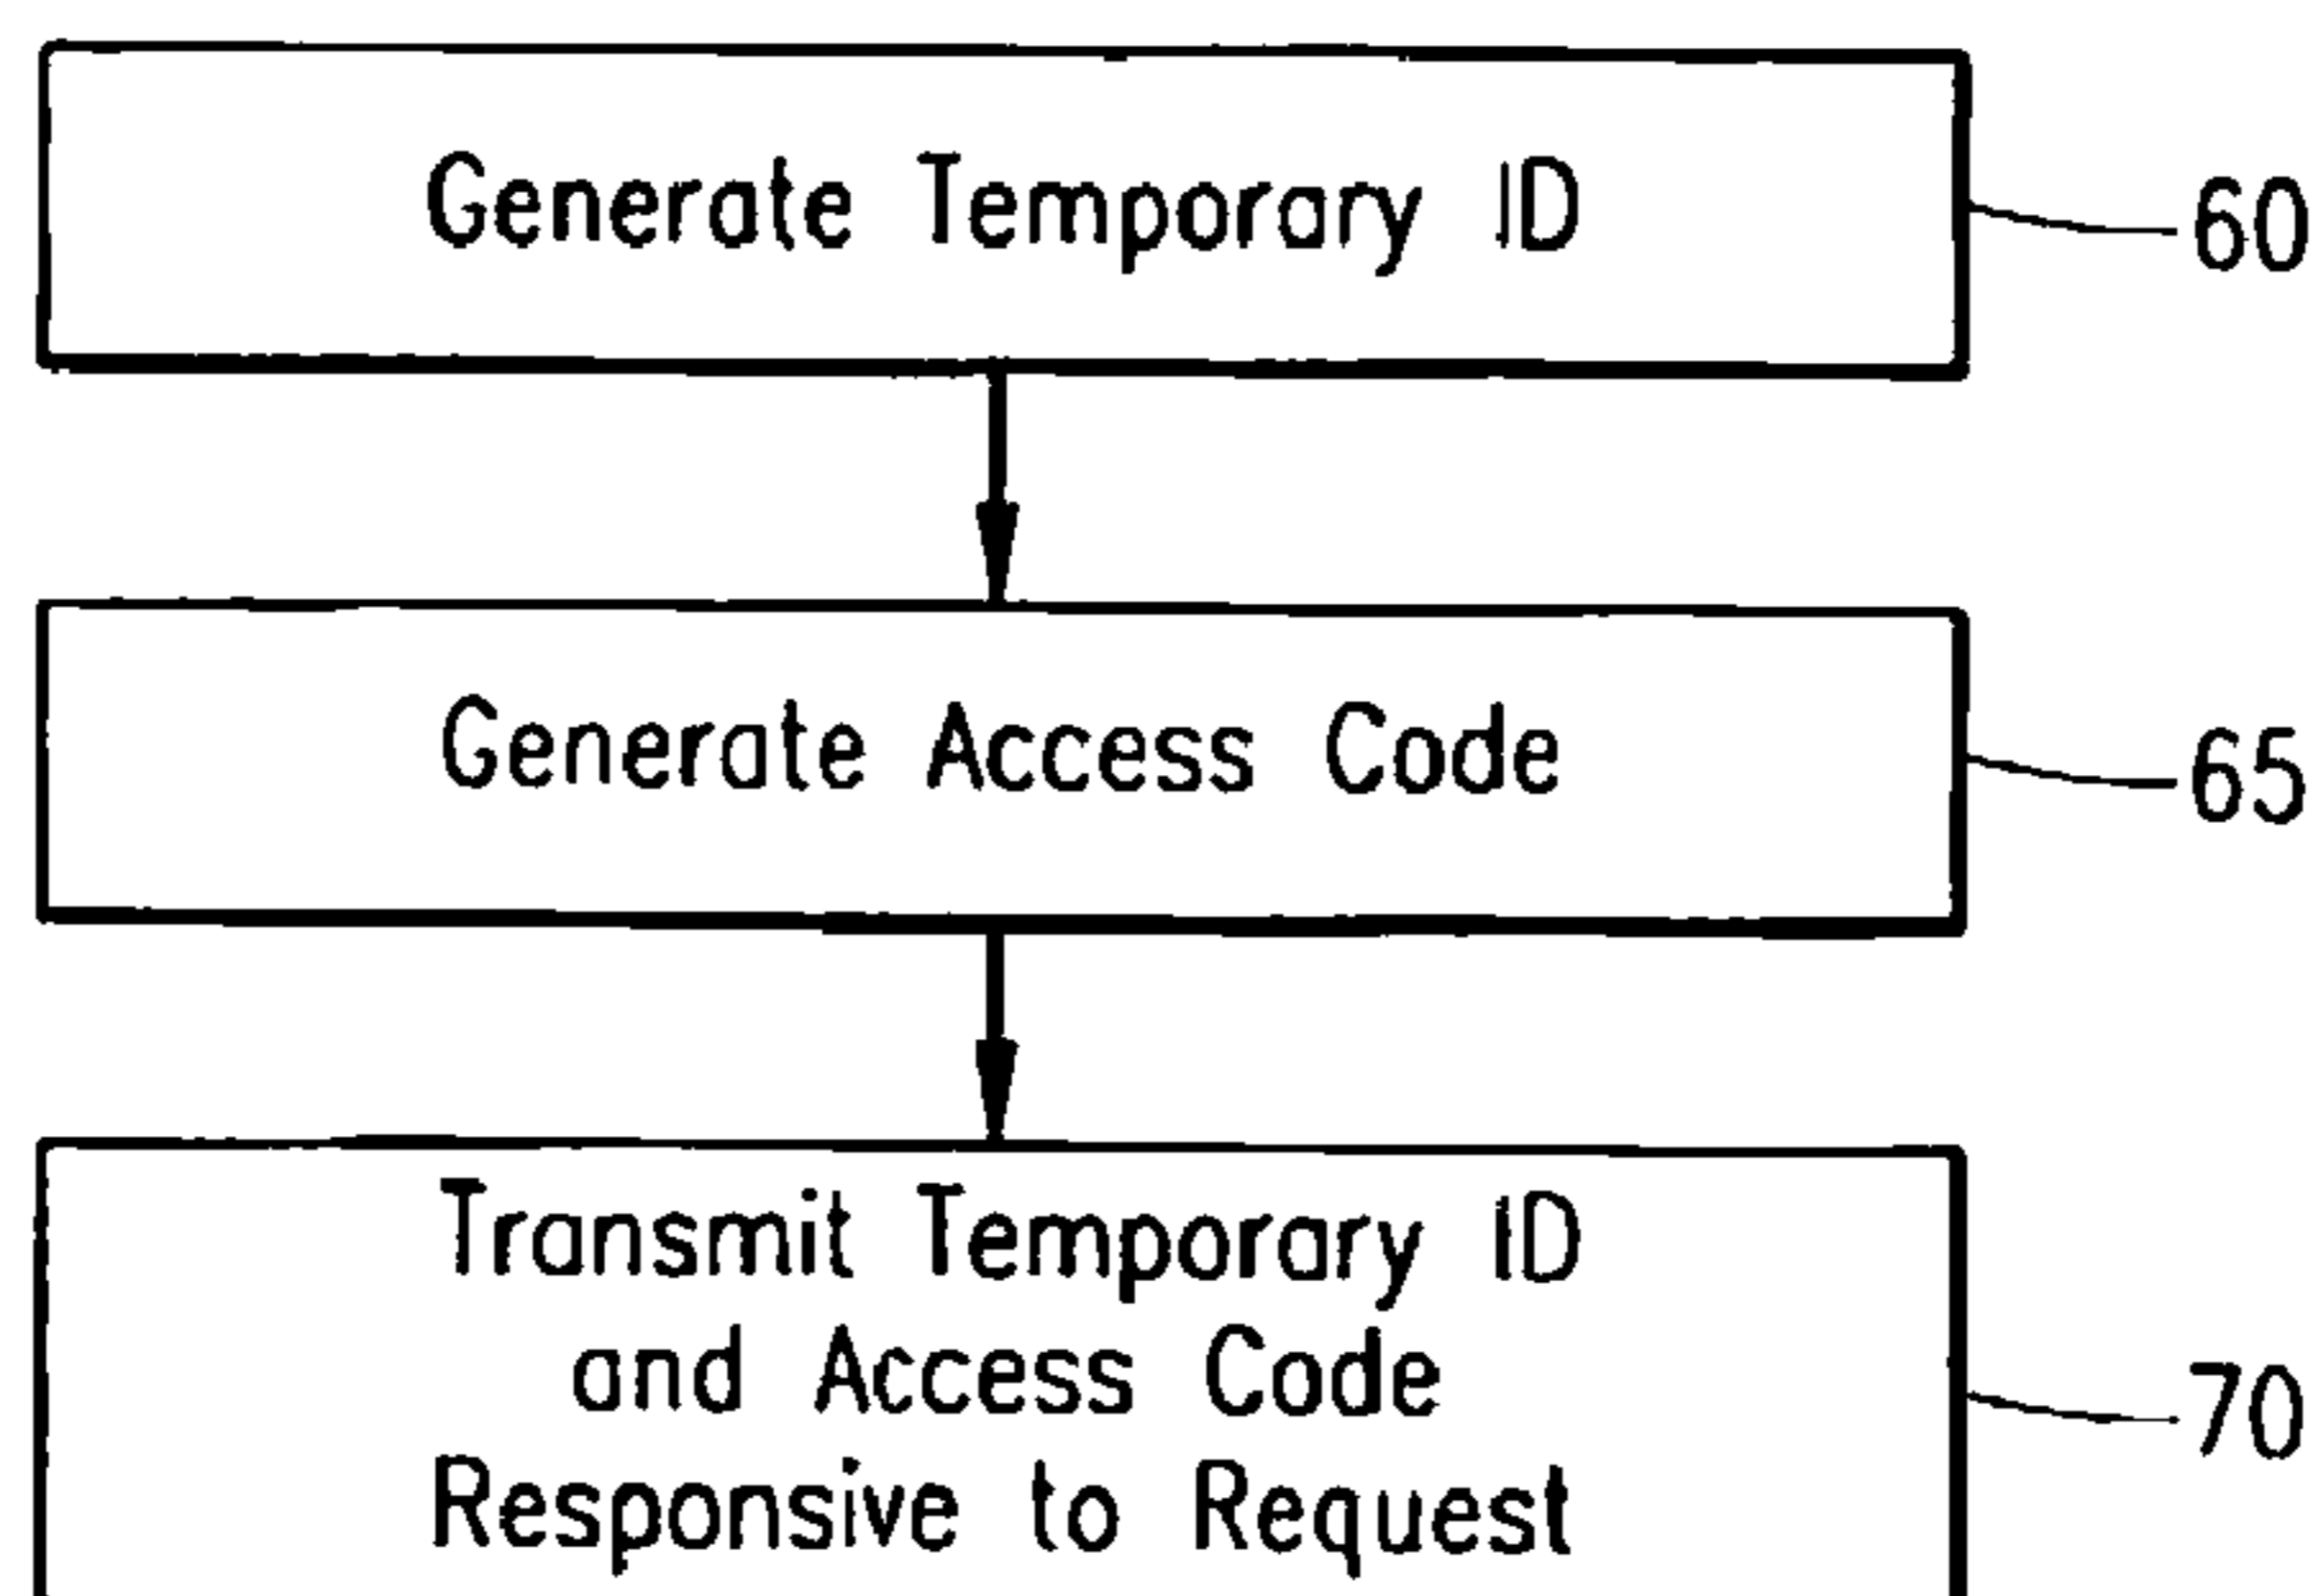 Generate Temporary ID
60
Generate Access Code
65
Transmit Temporary ID
and Access Code
70
Responsive to Request